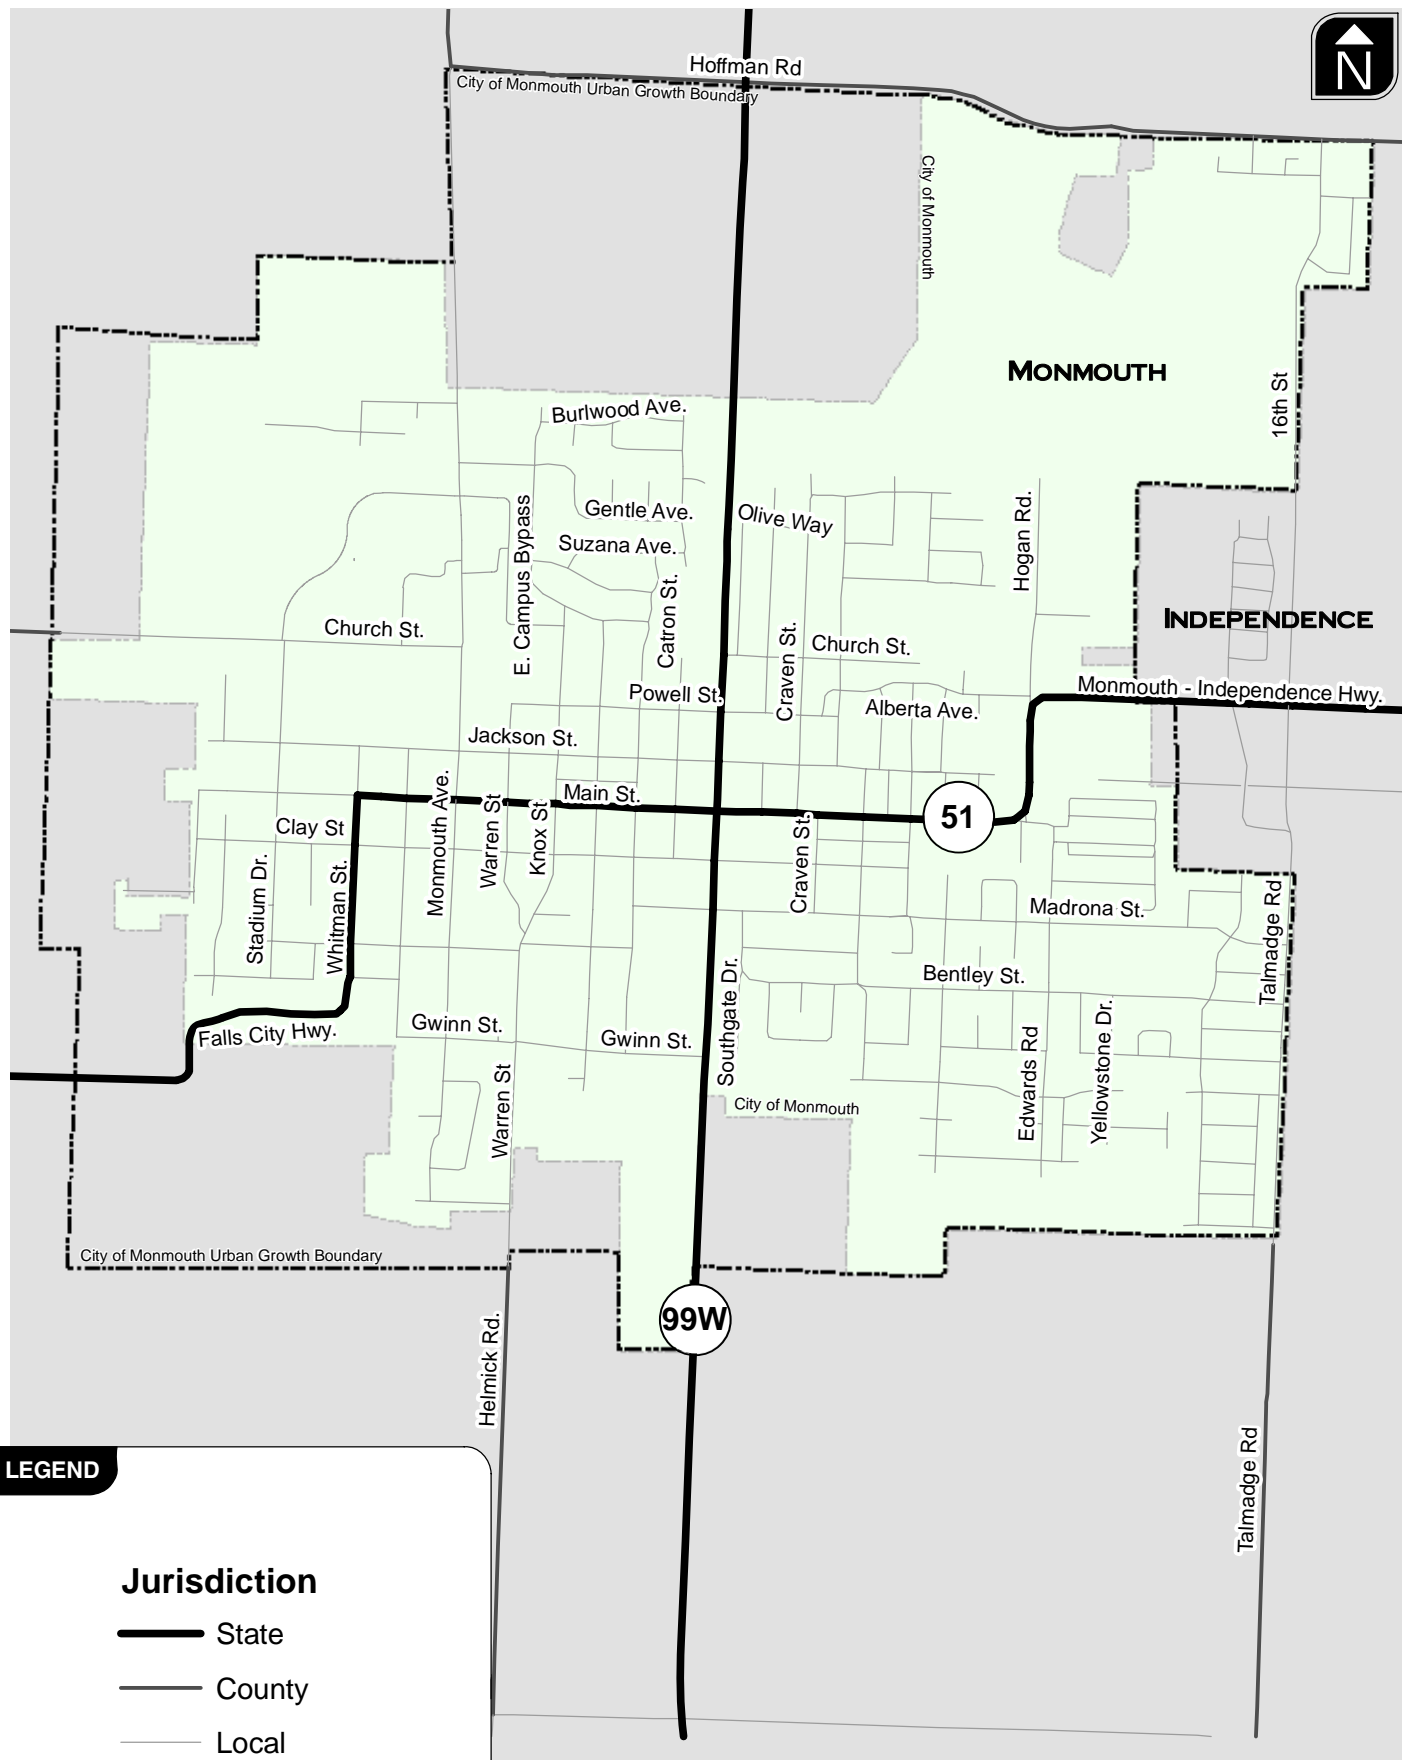 N
Hoffman Rd
City of Monmouth Urban Growth Boundary
City of Monmouth
MONMOUTH
16th St
Burlwood Ave.
E. Campus Bypass
Gentle Ave.
Olive Way
Hogan Rd.
Suzana Ave.
Catron St.
INDEPENDENCE
Church St.
Craven St.
Church St.
Powell St.
Alberta Ave.
Monmouth - Independence Hwy.
Jackson St.
Main St.
51
Clay St
Monmouth Ave.
Warren St
Knox St
Craven St.
Stadium Dr.
Whitman St.
Madrona St.
Talmadge Rd
Bentley St.
Southgate Dr.
Falls City Hwy.
Gwinn St.
Gwinn St.
Edwards Rd
Yellowstone Dr.
Warren St
City of Monmouth
City of Monmouth Urban Growth Boundary
99W
Helmick Rd.
Talmadge Rd
LEGEND
Jurisdiction
State
County
Local